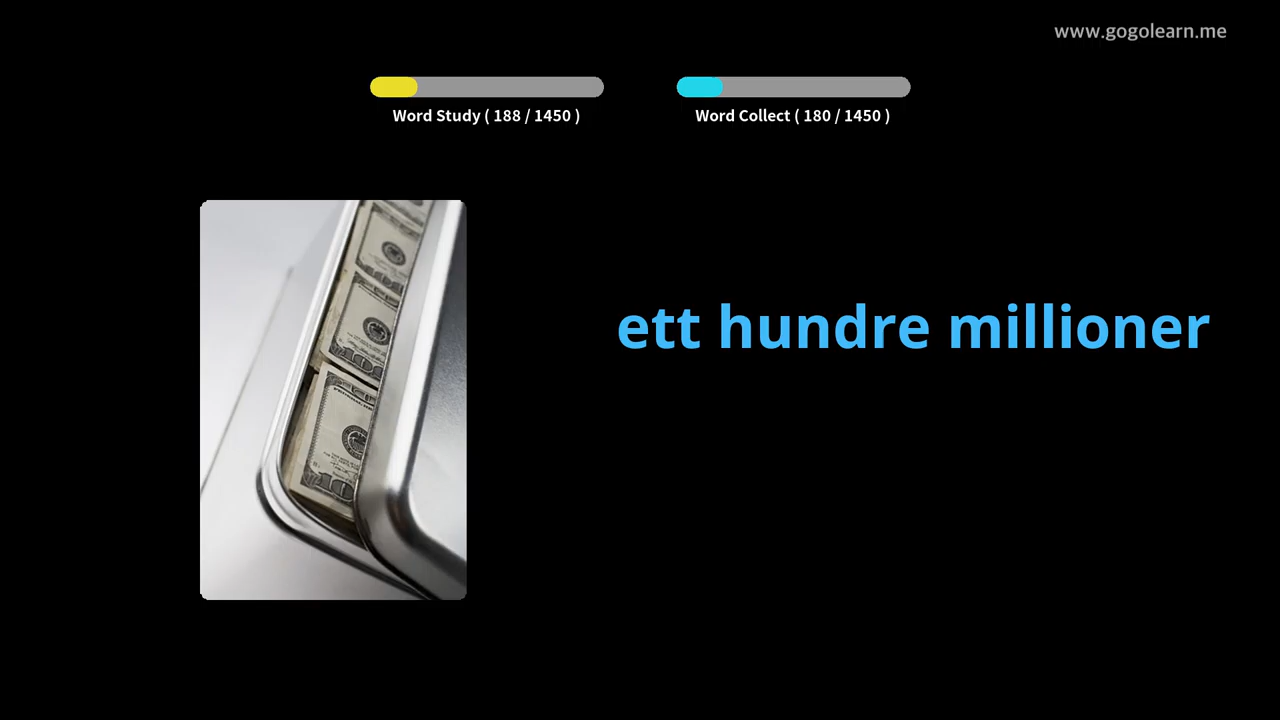 www.gogolearn.me
Word Study ( 188 / 1450 )
Word Collect ( 180 / 1450 )
ett hundre millioner